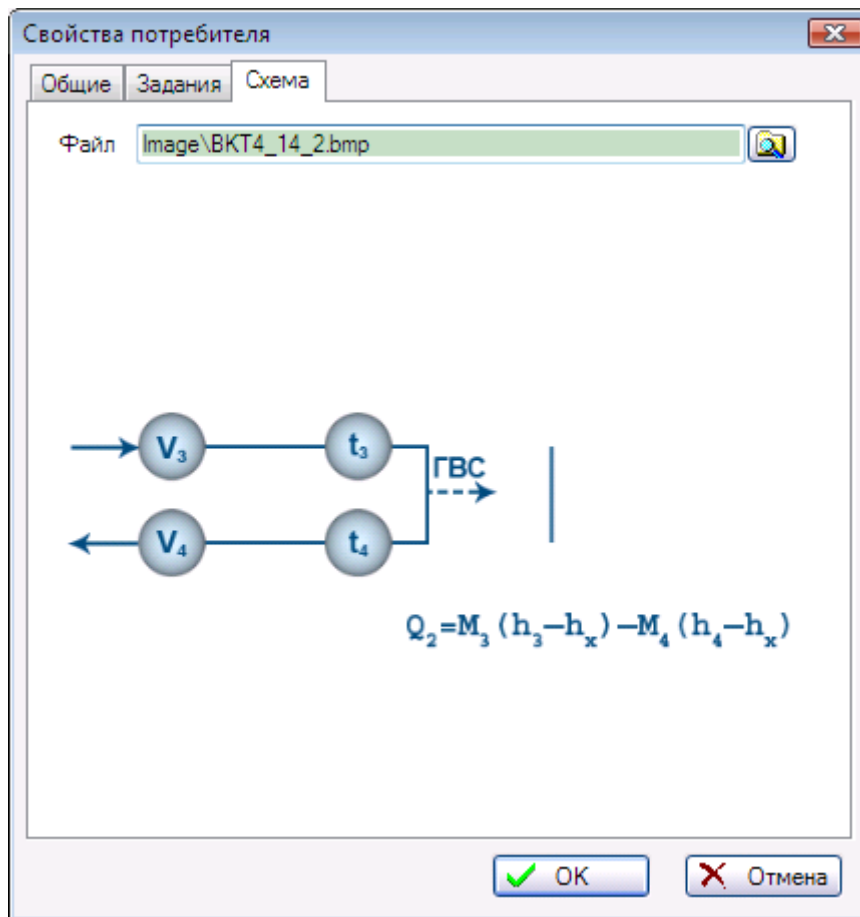 Свойства потребителя
Общие Задания Схема
Файл Image\BKT4_14_2.bmp
V₃ t₃
ГВС
V₄ t₄
Q₂=M₃(h₃–hₓ)–M₄(h₄–hₓ)
OK Отмена